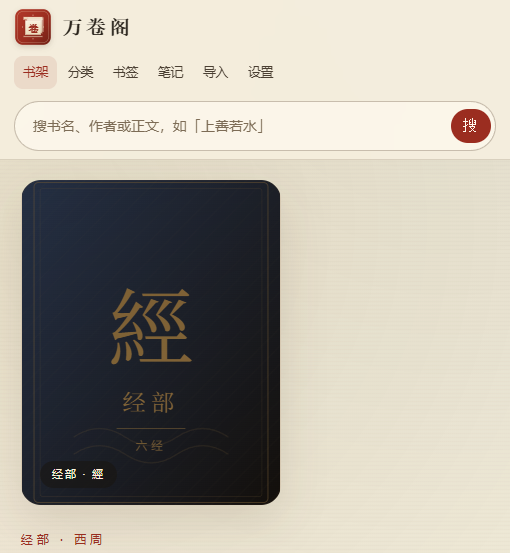 卷
万卷阁
书架 分类 书签 笔记 导入 设置
搜书名、作者或正文，如「上善若水」
搜
經
经部
六经
经部 · 經
经部 · 西周